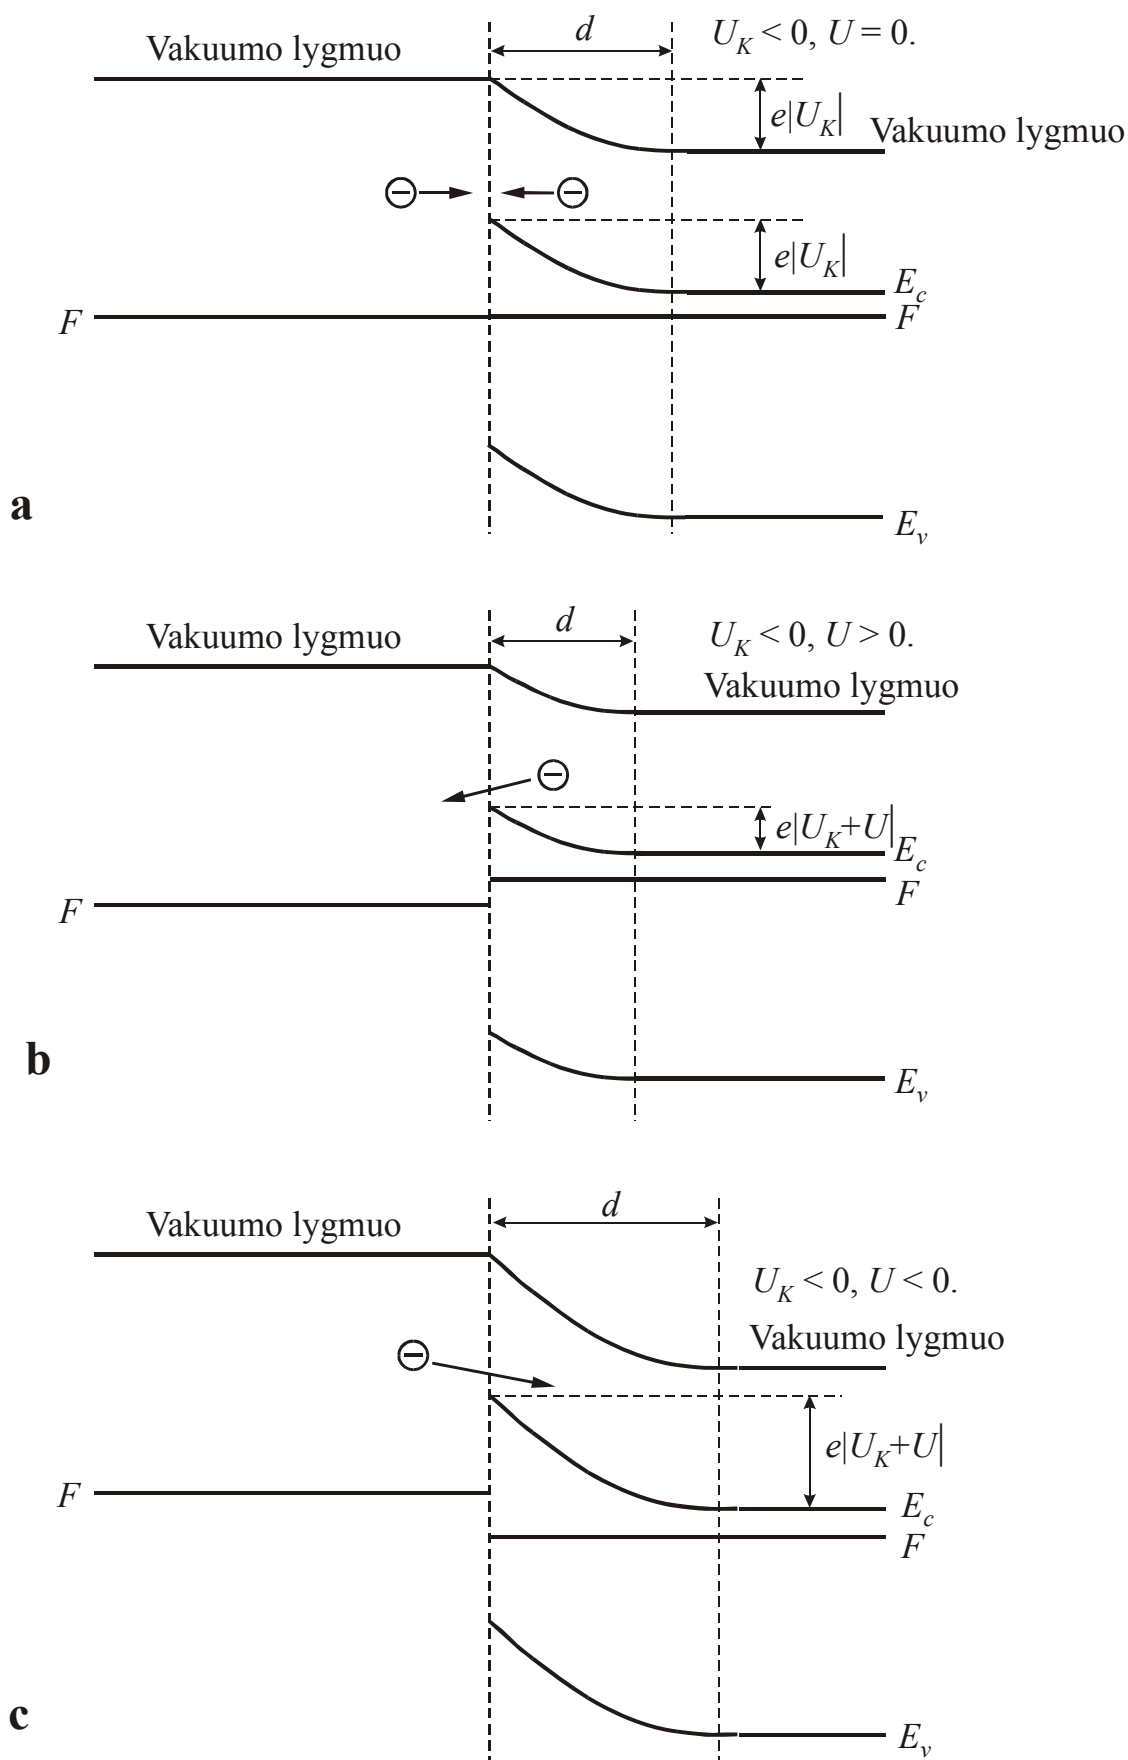 d
U_K < 0, U = 0.
Vakuumo lygmuo
e|U_K|
Vakuumo lygmuo
e|U_K|
E_c
F
F
E_v
a
d
U_K < 0, U > 0.
Vakuumo lygmuo
Vakuumo lygmuo
e|U_K+U|
E_c
F
F
E_v
b
d
Vakuumo lygmuo
U_K < 0, U < 0.
Vakuumo lygmuo
e|U_K+U|
F
E_c
F
E_v
c